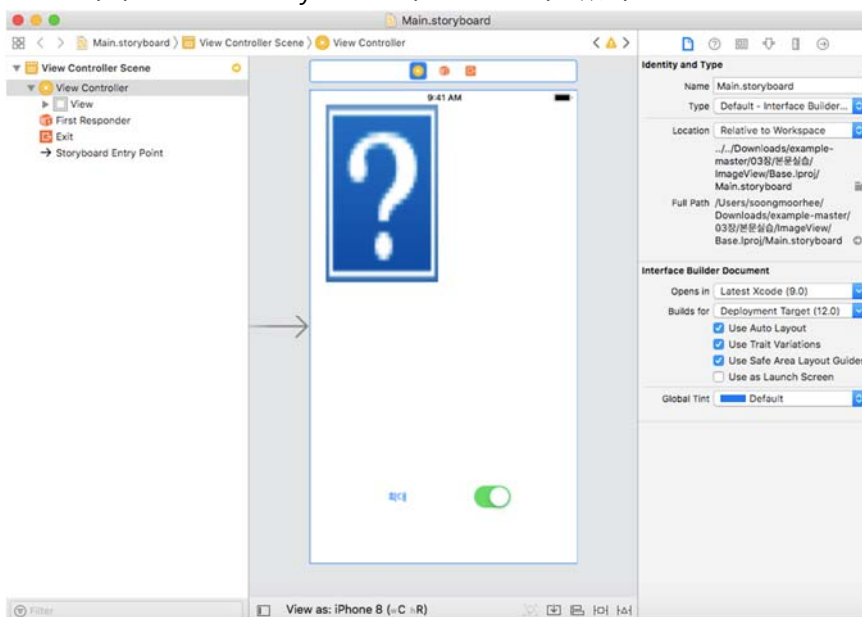 Main.storyboard
Main.storyboard 〉 View Controller Scene 〉 View Controller
View Controller Scene
View Controller
View
First Responder
Exit
Storyboard Entry Point
Filter
9:41 AM
?
확대
View as: iPhone 8 (wC hR)
Identity and Type
Name Main.storyboard
Type Default - Interface Builder...
Location Relative to Workspace
../../Downloads/example-
master/03장/본문실습/
ImageView/Base.lproj/
Main.storyboard
Full Path /Users/soongmoorhee/
Downloads/example-master/
03장/본문실습/ImageView/
Base.lproj/Main.storyboard
Interface Builder Document
Opens in Latest Xcode (9.0)
Builds for Deployment Target (12.0)
Use Auto Layout
Use Trait Variations
Use Safe Area Layout Guides
Use as Launch Screen
Global Tint Default